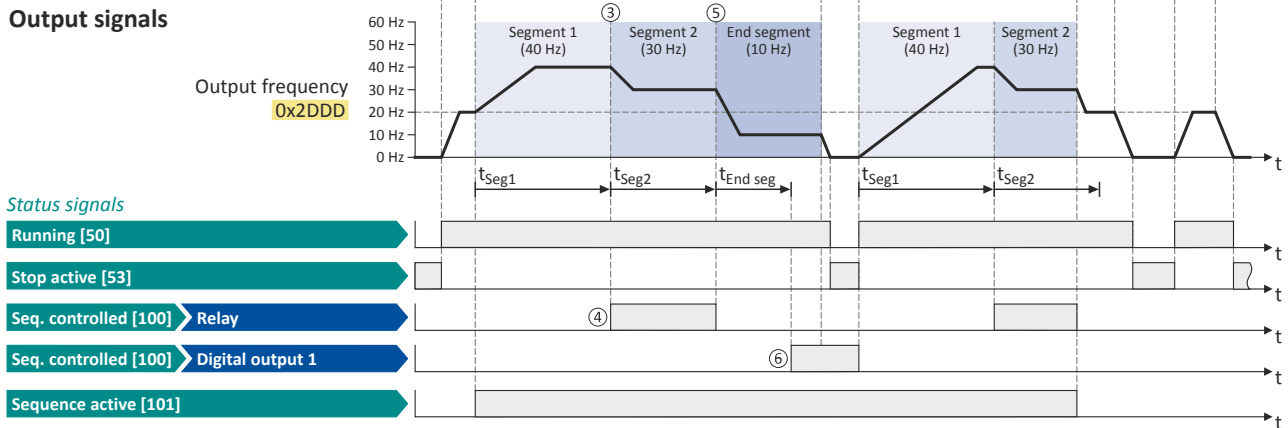 Output signals
③ ⑤
60 Hz
50 Hz
40 Hz
30 Hz
20 Hz
10 Hz
0 Hz
Segment 1
(40 Hz)
Segment 2
(30 Hz)
End segment
(10 Hz)
Segment 1
(40 Hz)
Segment 2
(30 Hz)
Output frequency
0x2DDD
t
tSeg1 tSeg2 tEnd seg tSeg1 tSeg2
Status signals
Running [50]
t
Stop active [53]
t
Seq. controlled [100] Relay ④
t
Seq. controlled [100] Digital output 1 ⑥
t
Sequence active [101]
t